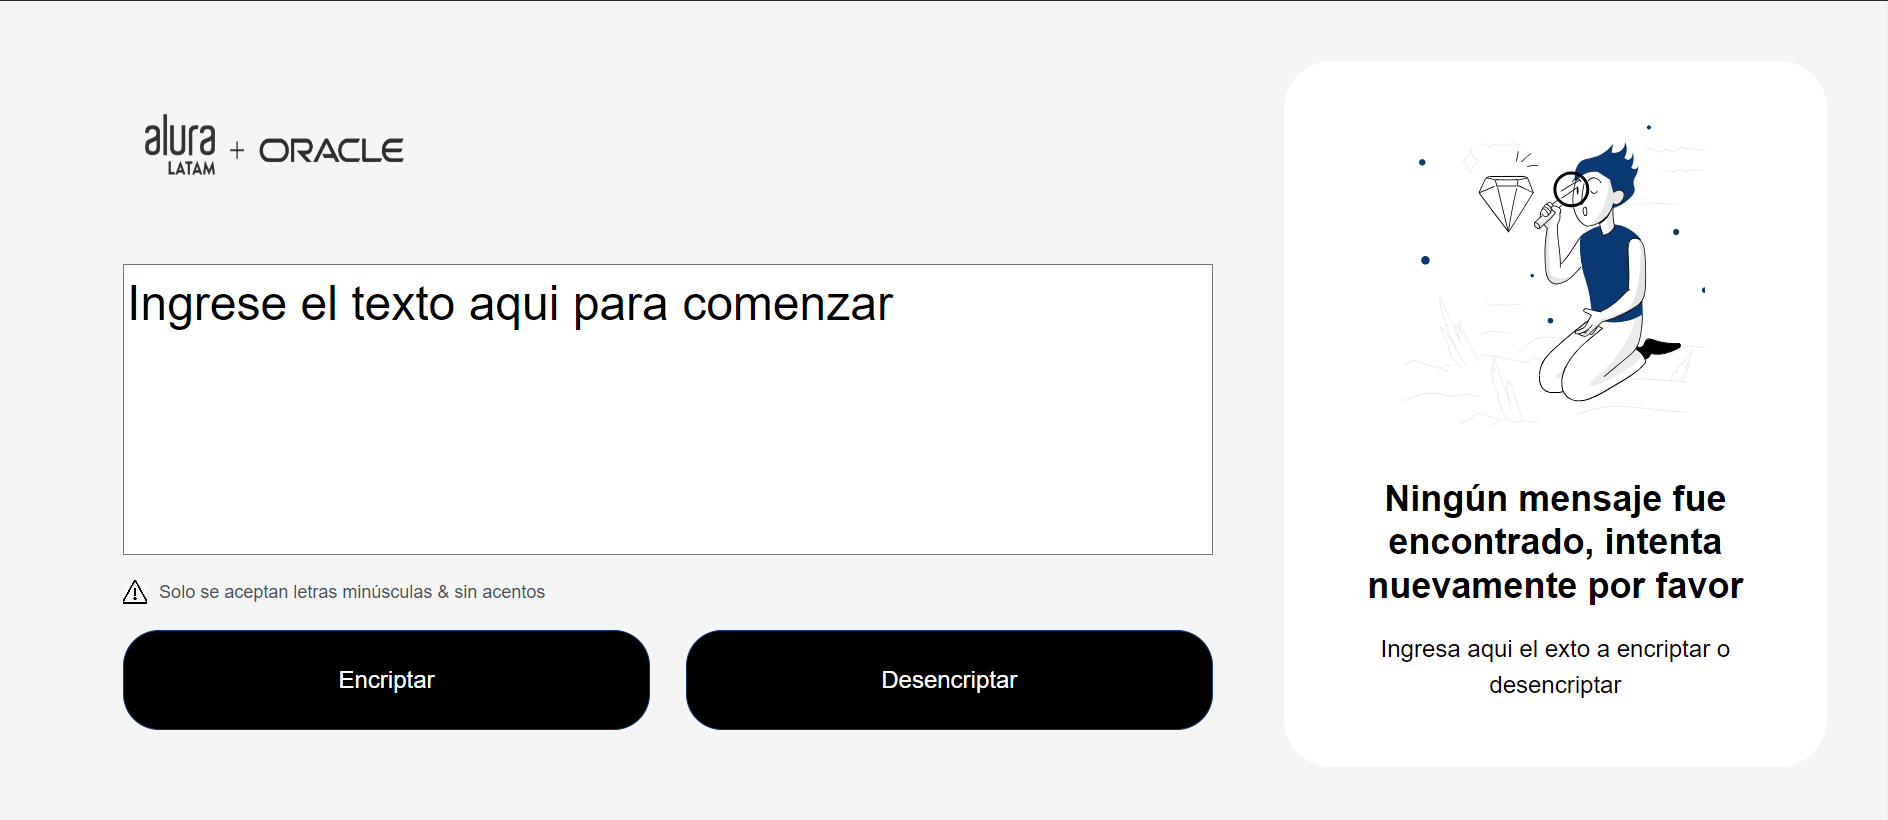 alura
LATAM
+ ORACLE
Ingrese el texto aqui para comenzar
Solo se aceptan letras minúsculas & sin acentos
Encriptar
Desencriptar
Ningún mensaje fue
encontrado, intenta
nuevamente por favor
Ingresa aqui el exto a encriptar o
desencriptar